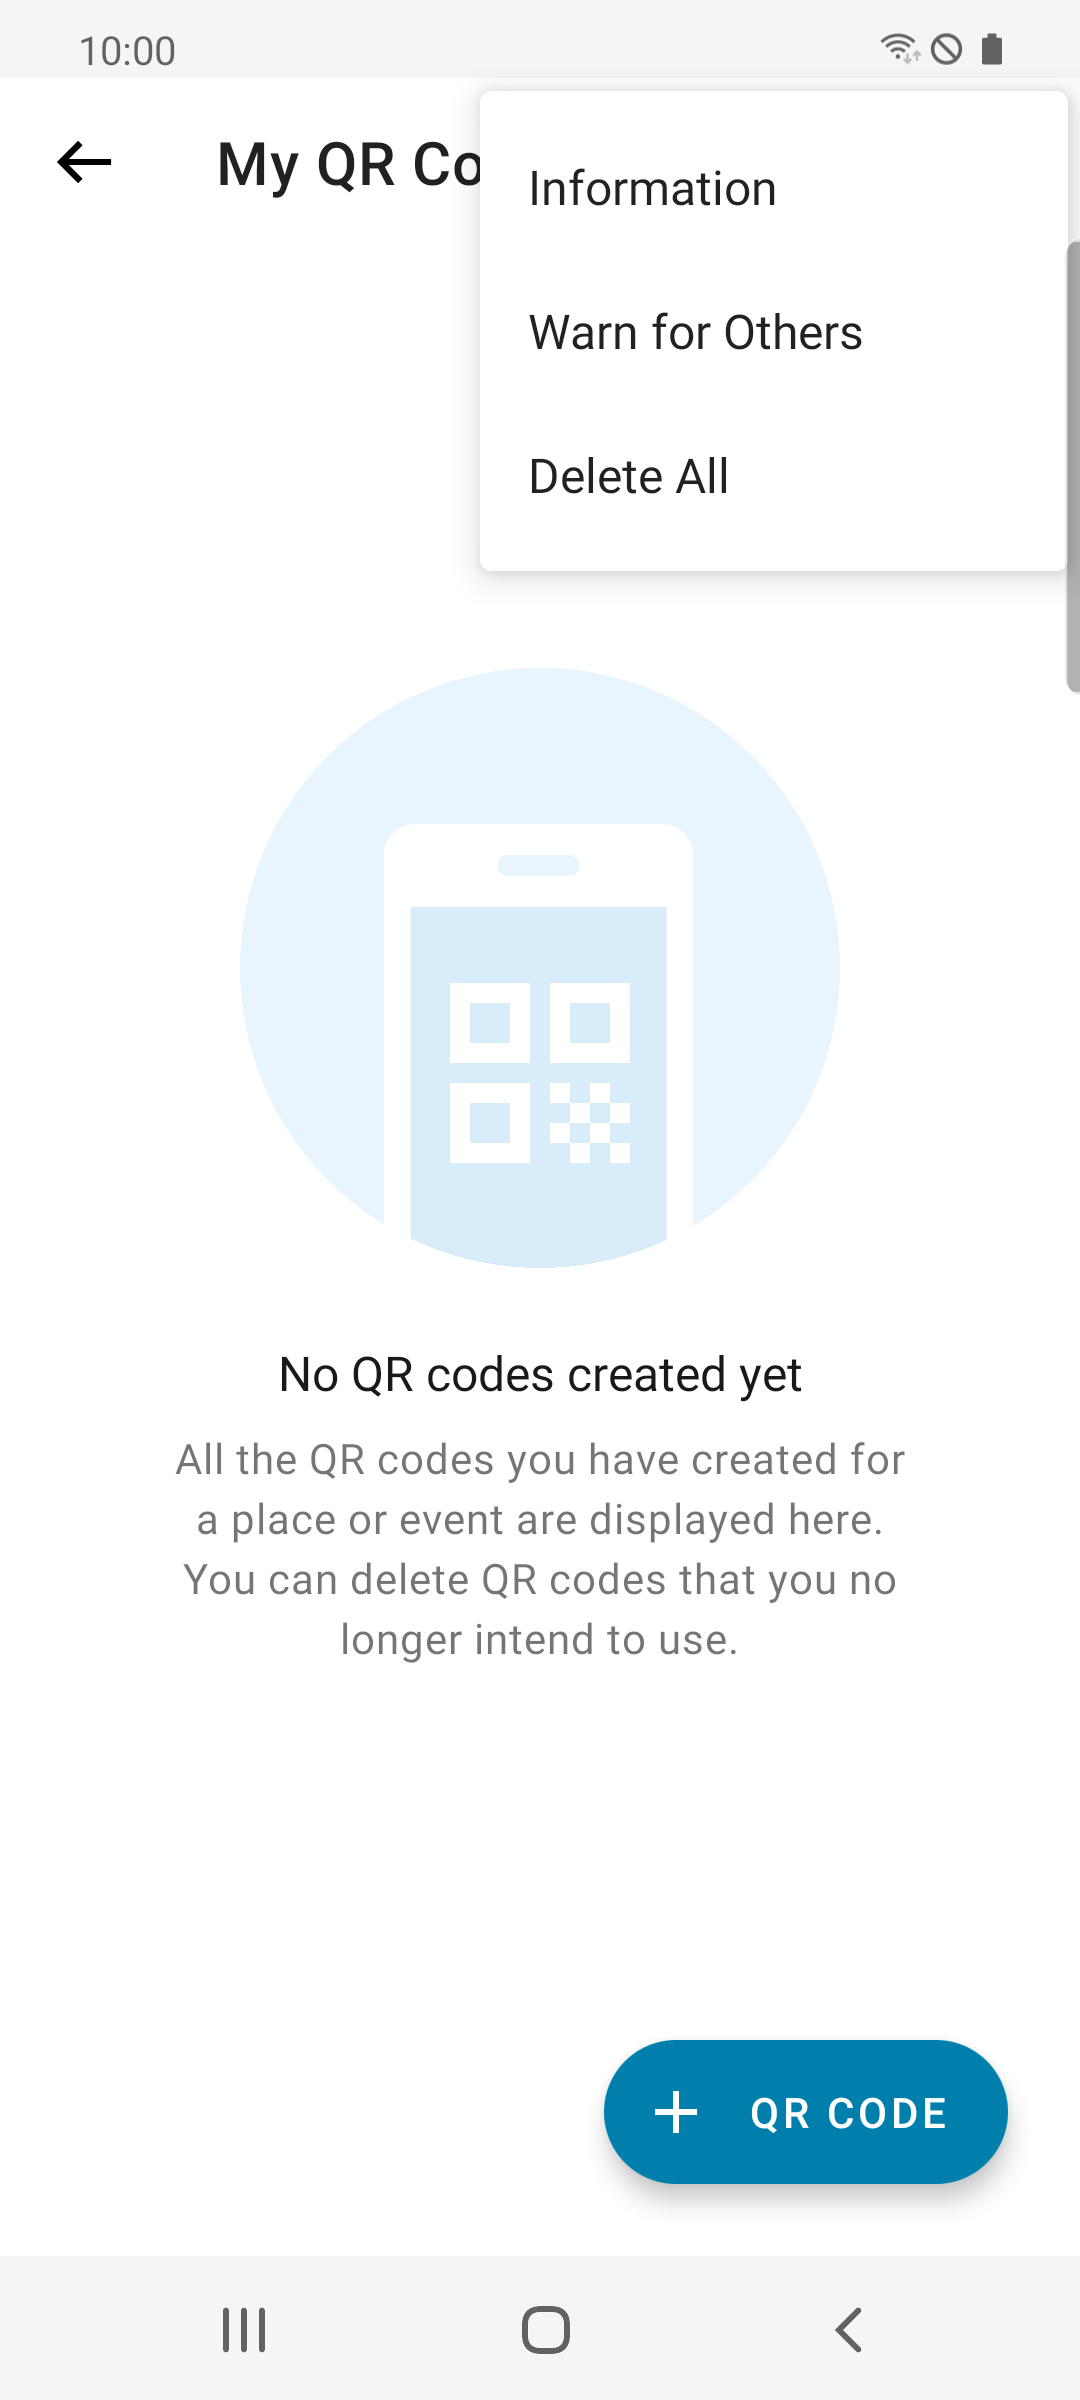 10:00
My QR Co
Information
Warn for Others
Delete All
No QR codes created yet
All the QR codes you have created for
a place or event are displayed here.
You can delete QR codes that you no
longer intend to use.
QR CODE